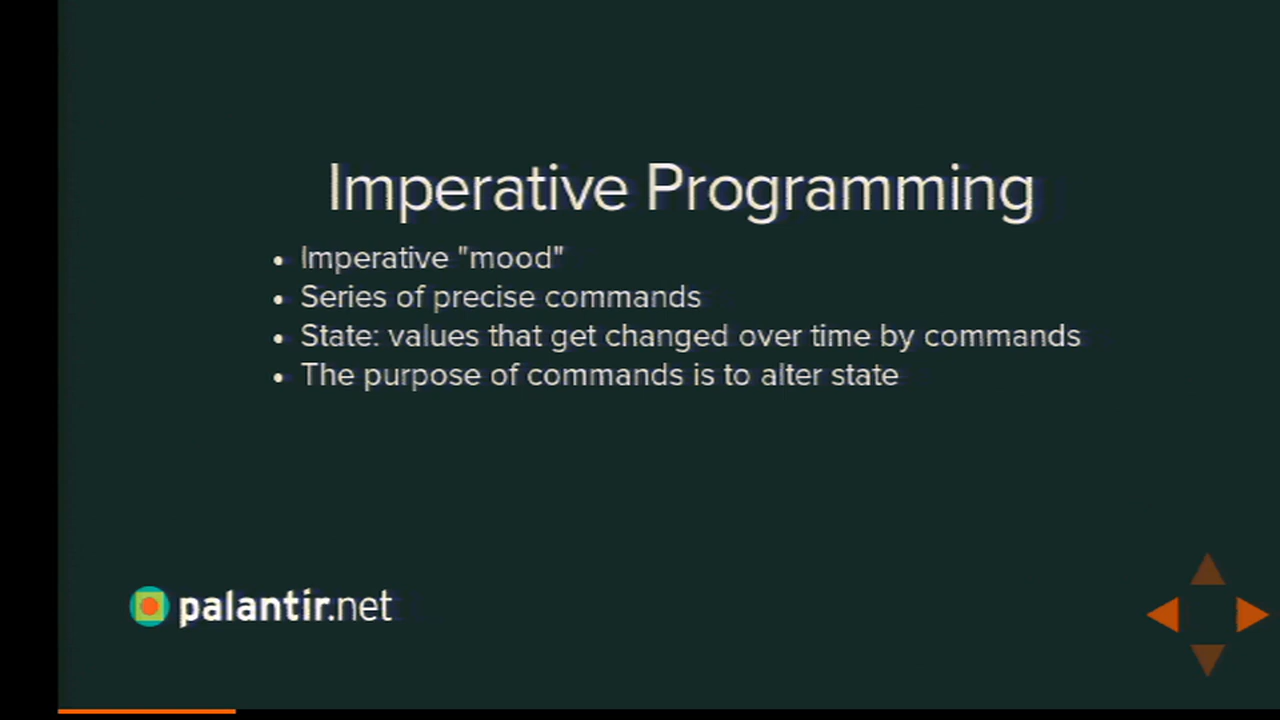 Imperative Programming
• Imperative "mood"
• Series of precise commands
• State: values that get changed over time by commands
• The purpose of commands is to alter state
palantir.net